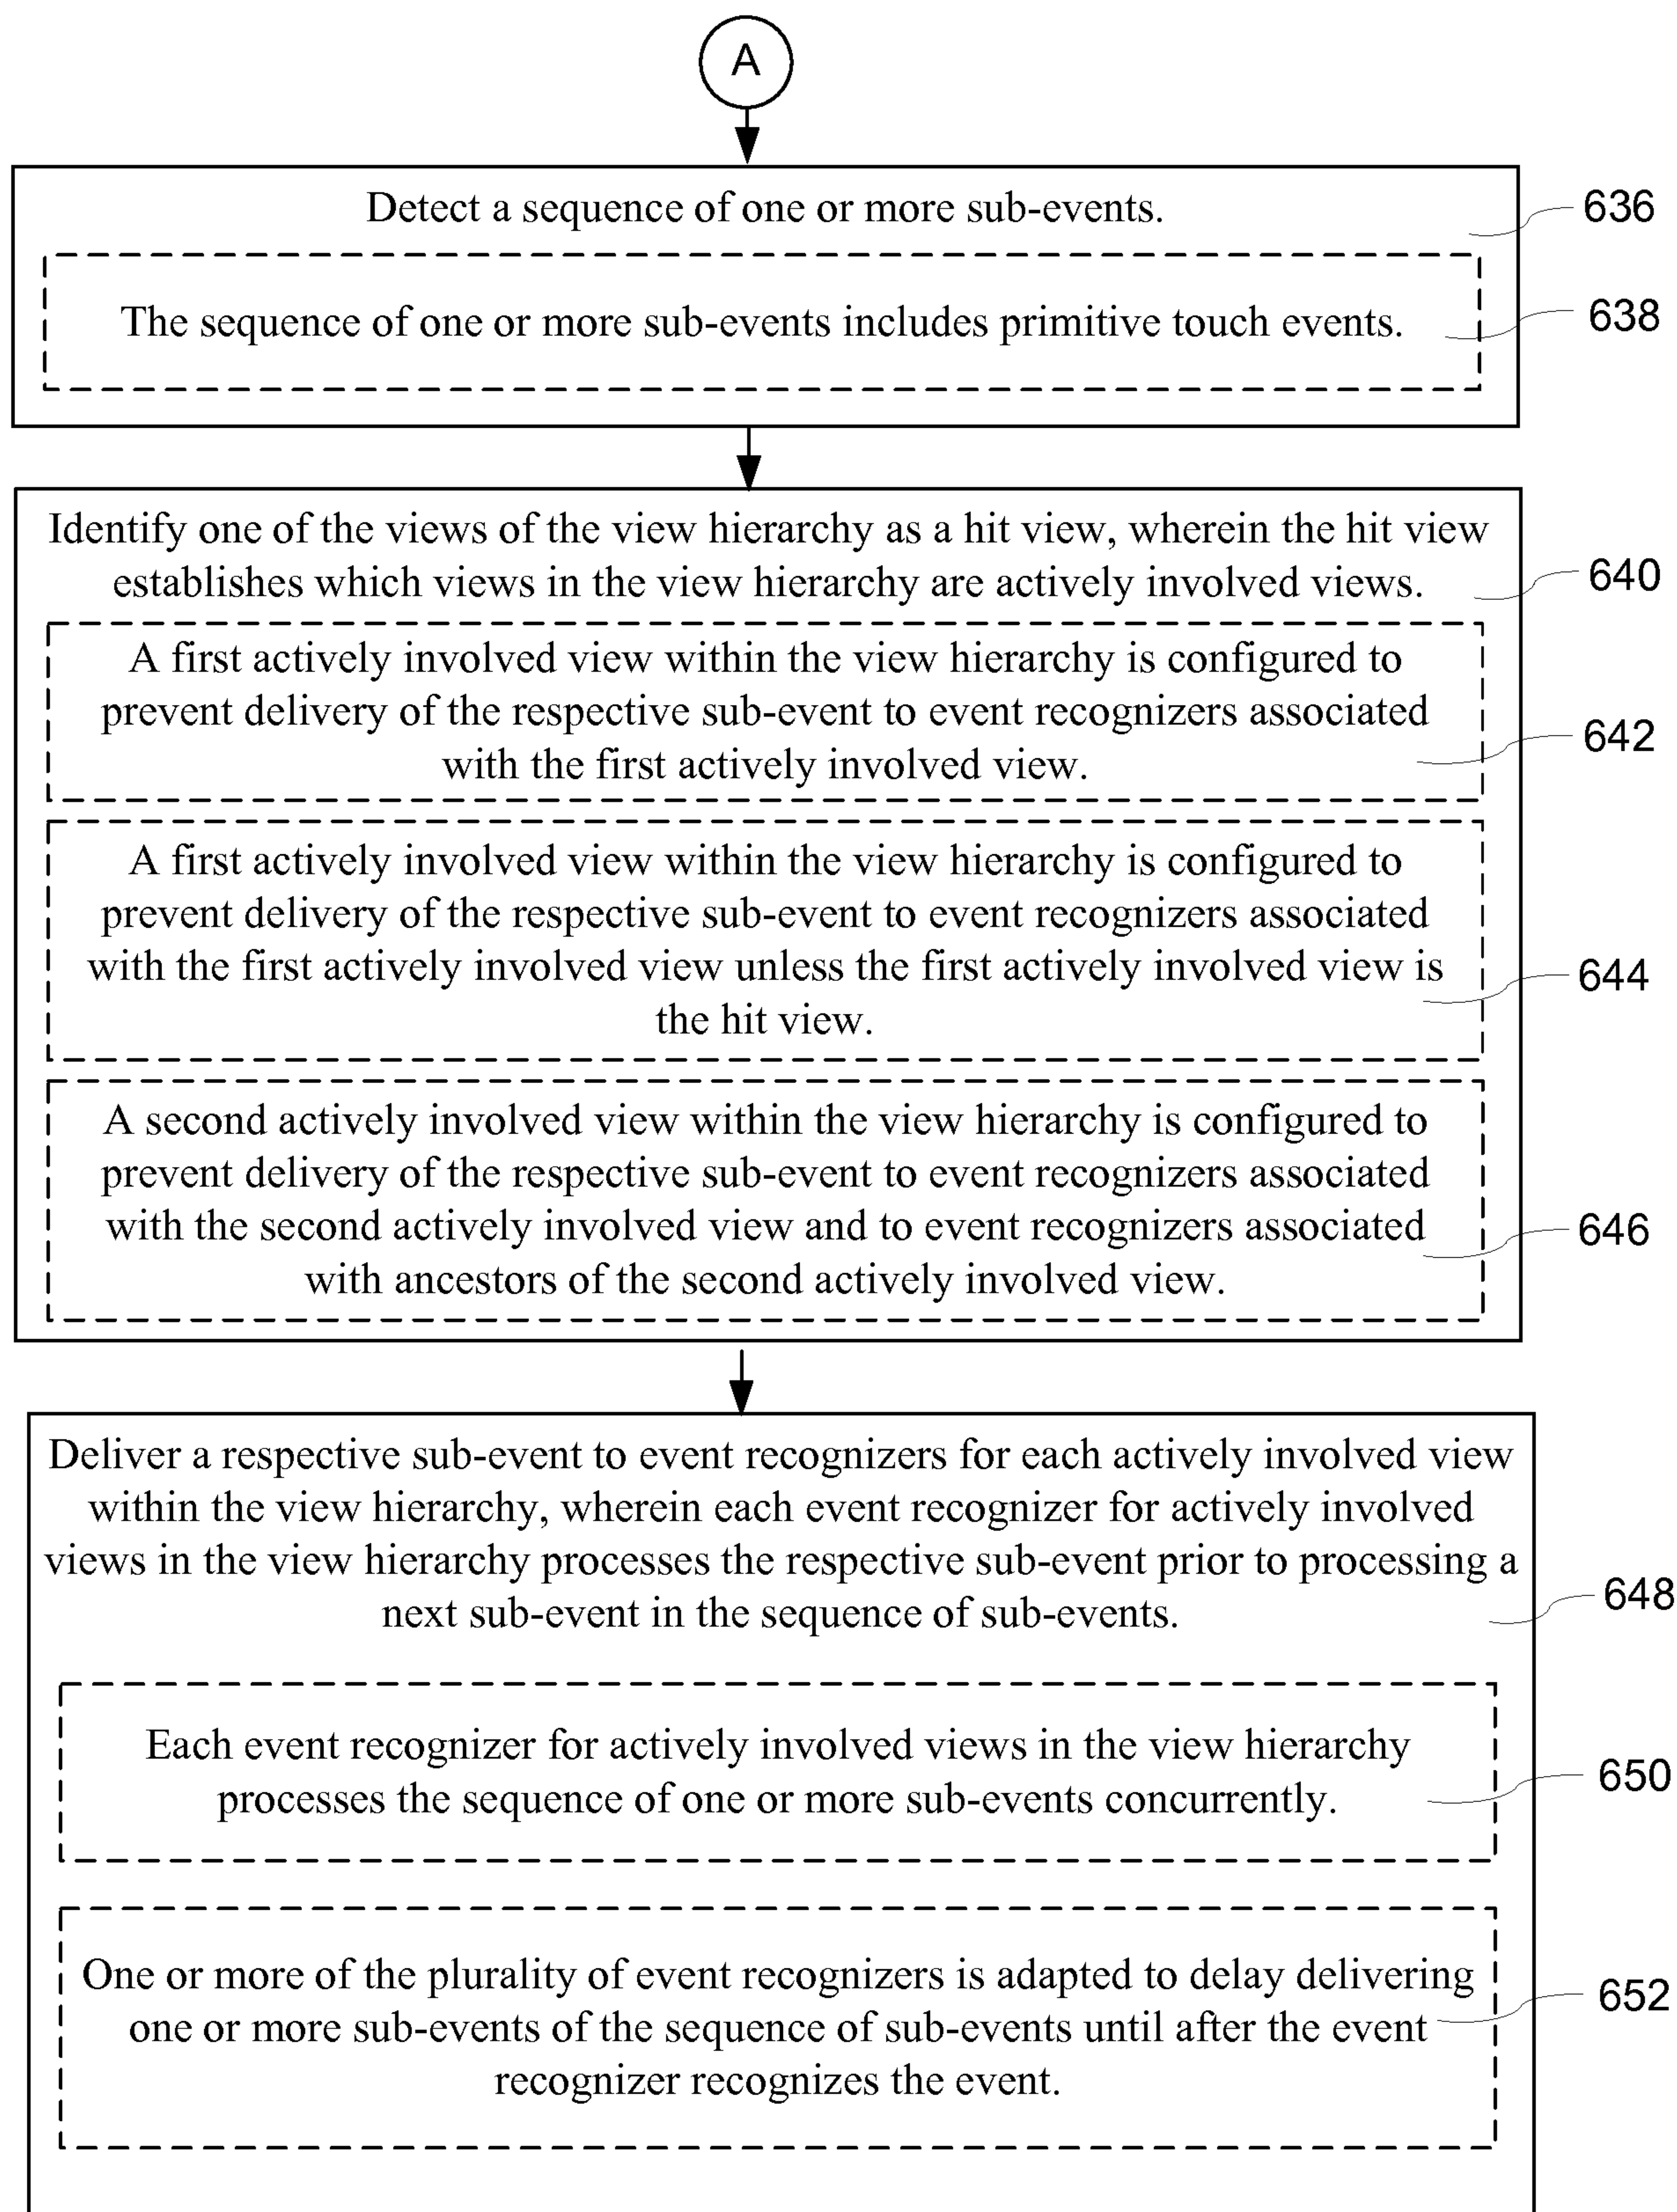 A
Detect a sequence of one or more sub-events.
636
The sequence of one or more sub-events includes primitive touch events.
638
Identify one of the views of the view hierarchy as a hit view, wherein the hit view
establishes which views in the view hierarchy are actively involved views.
640
A first actively involved view within the view hierarchy is configured to
prevent delivery of the respective sub-event to event recognizers associated
with the first actively involved view.
642
A first actively involved view within the view hierarchy is configured to
prevent delivery of the respective sub-event to event recognizers associated
with the first actively involved view unless the first actively involved view is
the hit view.
644
A second actively involved view within the view hierarchy is configured to
prevent delivery of the respective sub-event to event recognizers associated
with the second actively involved view and to event recognizers associated
with ancestors of the second actively involved view.
646
Deliver a respective sub-event to event recognizers for each actively involved view
within the view hierarchy, wherein each event recognizer for actively involved
views in the view hierarchy processes the respective sub-event prior to processing a
next sub-event in the sequence of sub-events.
648
Each event recognizer for actively involved views in the view hierarchy
processes the sequence of one or more sub-events concurrently.
650
One or more of the plurality of event recognizers is adapted to delay delivering
one or more sub-events of the sequence of sub-events until after the event
recognizer recognizes the event.
652